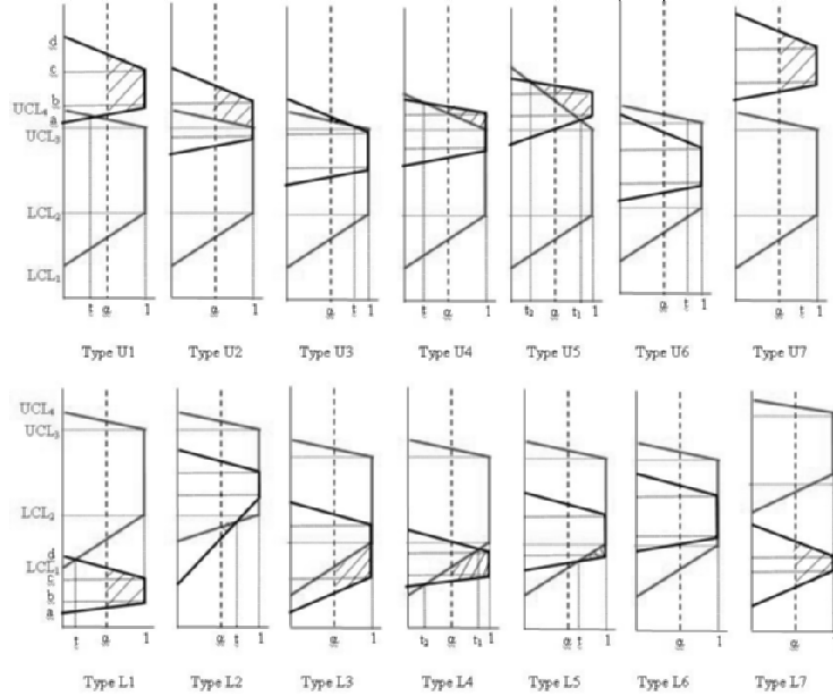 d
c
b
UCL₄
a
UCL₃
LCL₂
LCL₁
t α 1
α 1
α t 1
t α 1
t₂ α t₁ 1
α t 1
α t 1
Type U1 Type U2 Type U3 Type U4 Type U5 Type U6 Type U7
UCL₄
UCL₃
LCL₂
d
LCL₁
c
b
a
t α 1
α t 1
α 1
t₂ α t₁ 1
α t 1
α 1
α
Type L1 Type L2 Type L3 Type L4 Type L5 Type L6 Type L7